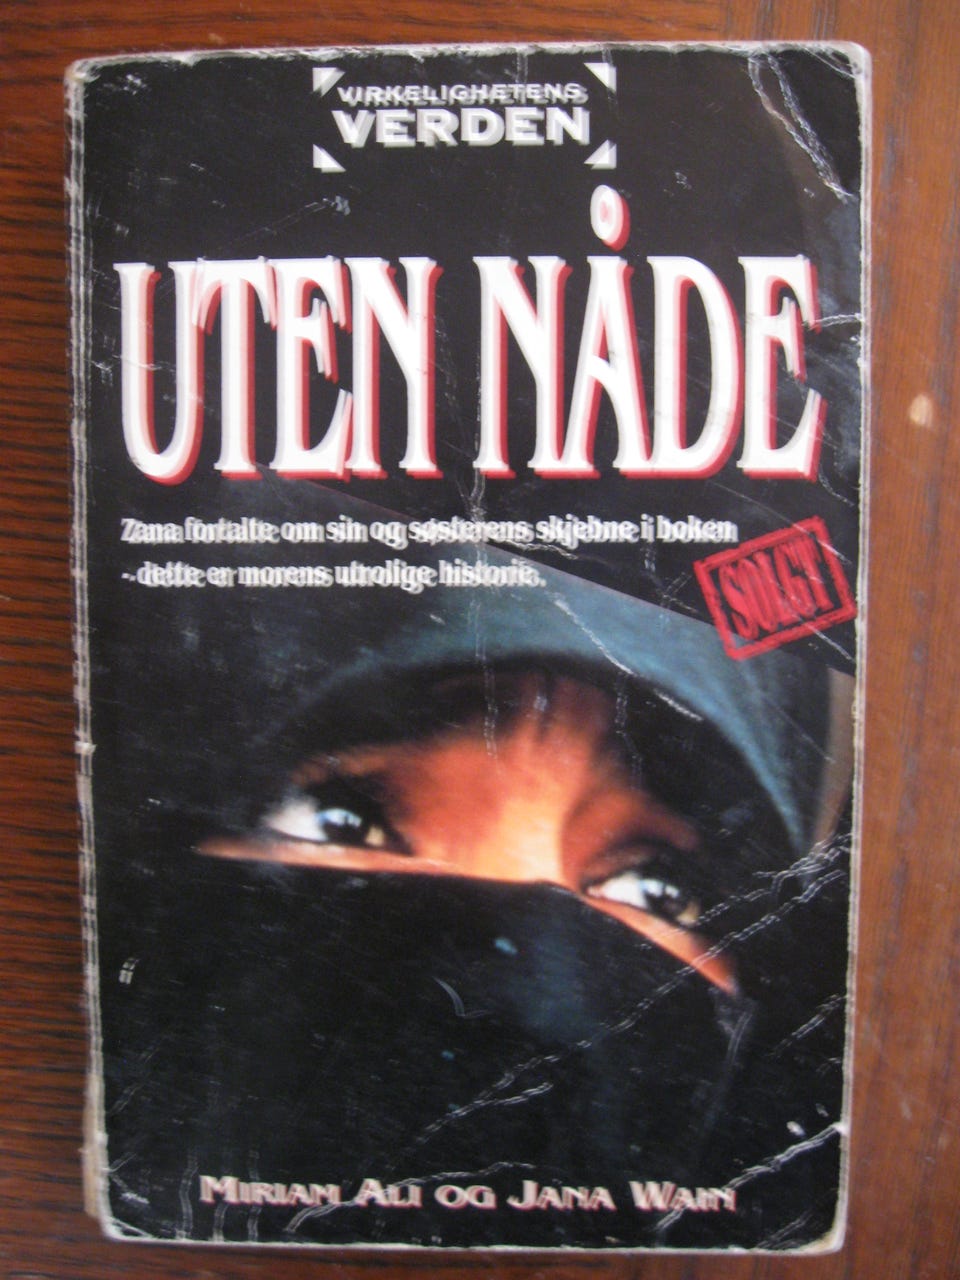 VIRKELIGHETENS
VERDEN
UTEN NÅDE
Zana fortalte om sin og søsterens skjebne i boken
- dette er morens utrolige historie.
SOLGT
MIRIAM ALI OG JANA WAIN